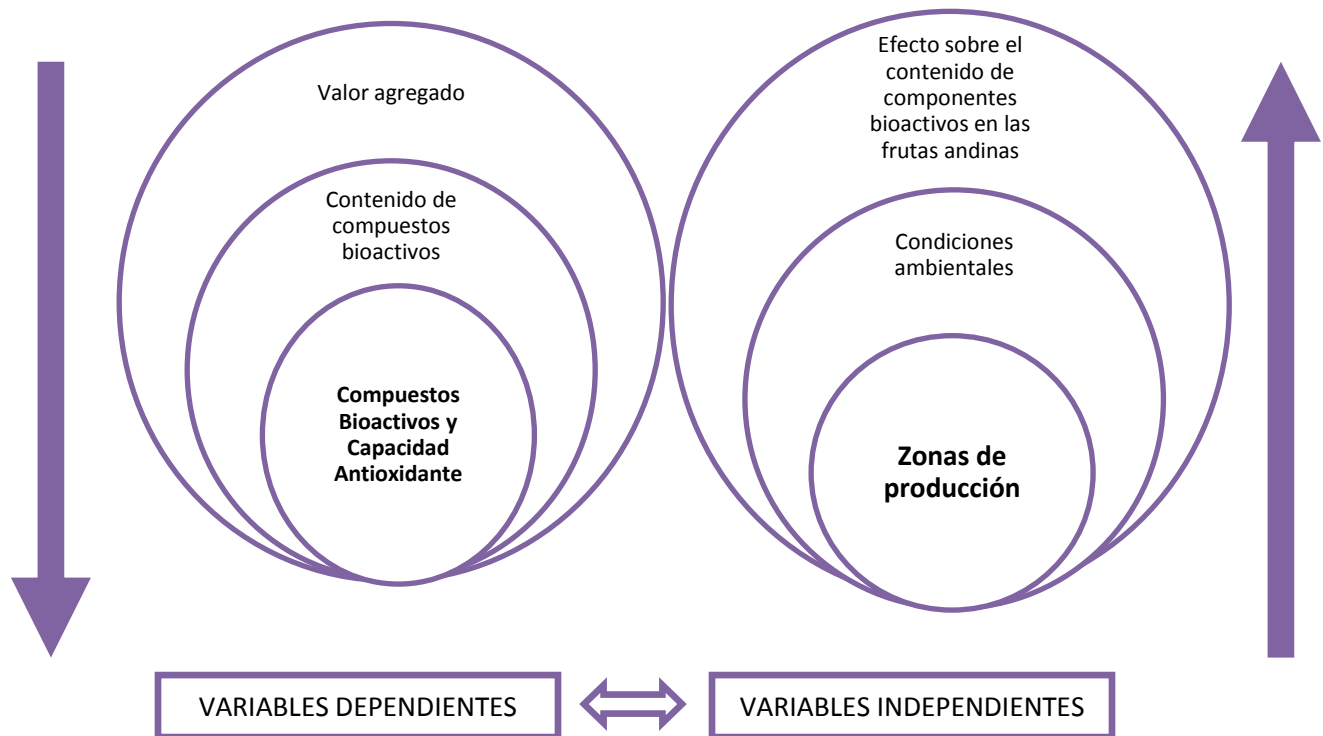 Valor agregado
Contenido de
compuestos
bioactivos
Compuestos
Bioactivos y
Capacidad
Antioxidante
Efecto sobre el
contenido de
componentes
bioactivos en las
frutas andinas
Condiciones
ambientales
Zonas de
producción
VARIABLES DEPENDIENTES
VARIABLES INDEPENDIENTES